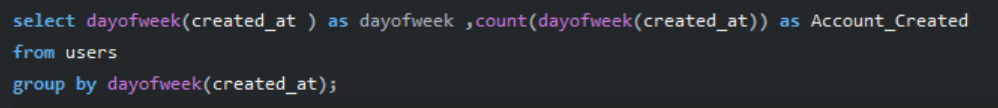 select dayofweek(created_at ) as dayofweek ,count(dayofweek(created_at)) as Account_Created
from users
group by dayofweek(created_at);